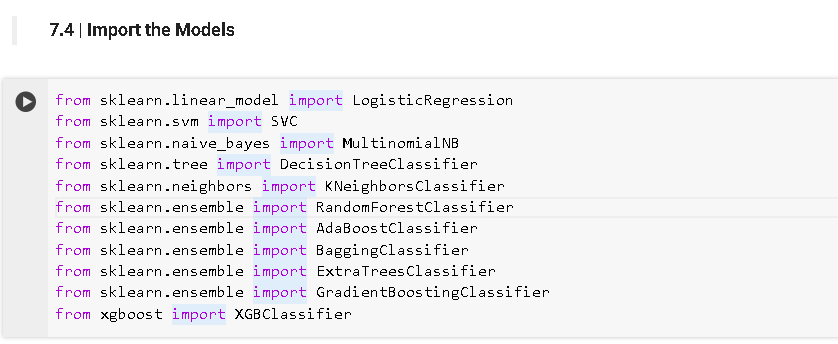 7.4 | Import the Models
from sklearn.linear_model import LogisticRegression
from sklearn.svm import SVC
from sklearn.naive_bayes import MultinomialNB
from sklearn.tree import DecisionTreeClassifier
from sklearn.neighbors import KNeighborsClassifier
from sklearn.ensemble import RandomForestClassifier
from sklearn.ensemble import AdaBoostClassifier
from sklearn.ensemble import BaggingClassifier
from sklearn.ensemble import ExtraTreesClassifier
from sklearn.ensemble import GradientBoostingClassifier
from xgboost import XGBClassifier